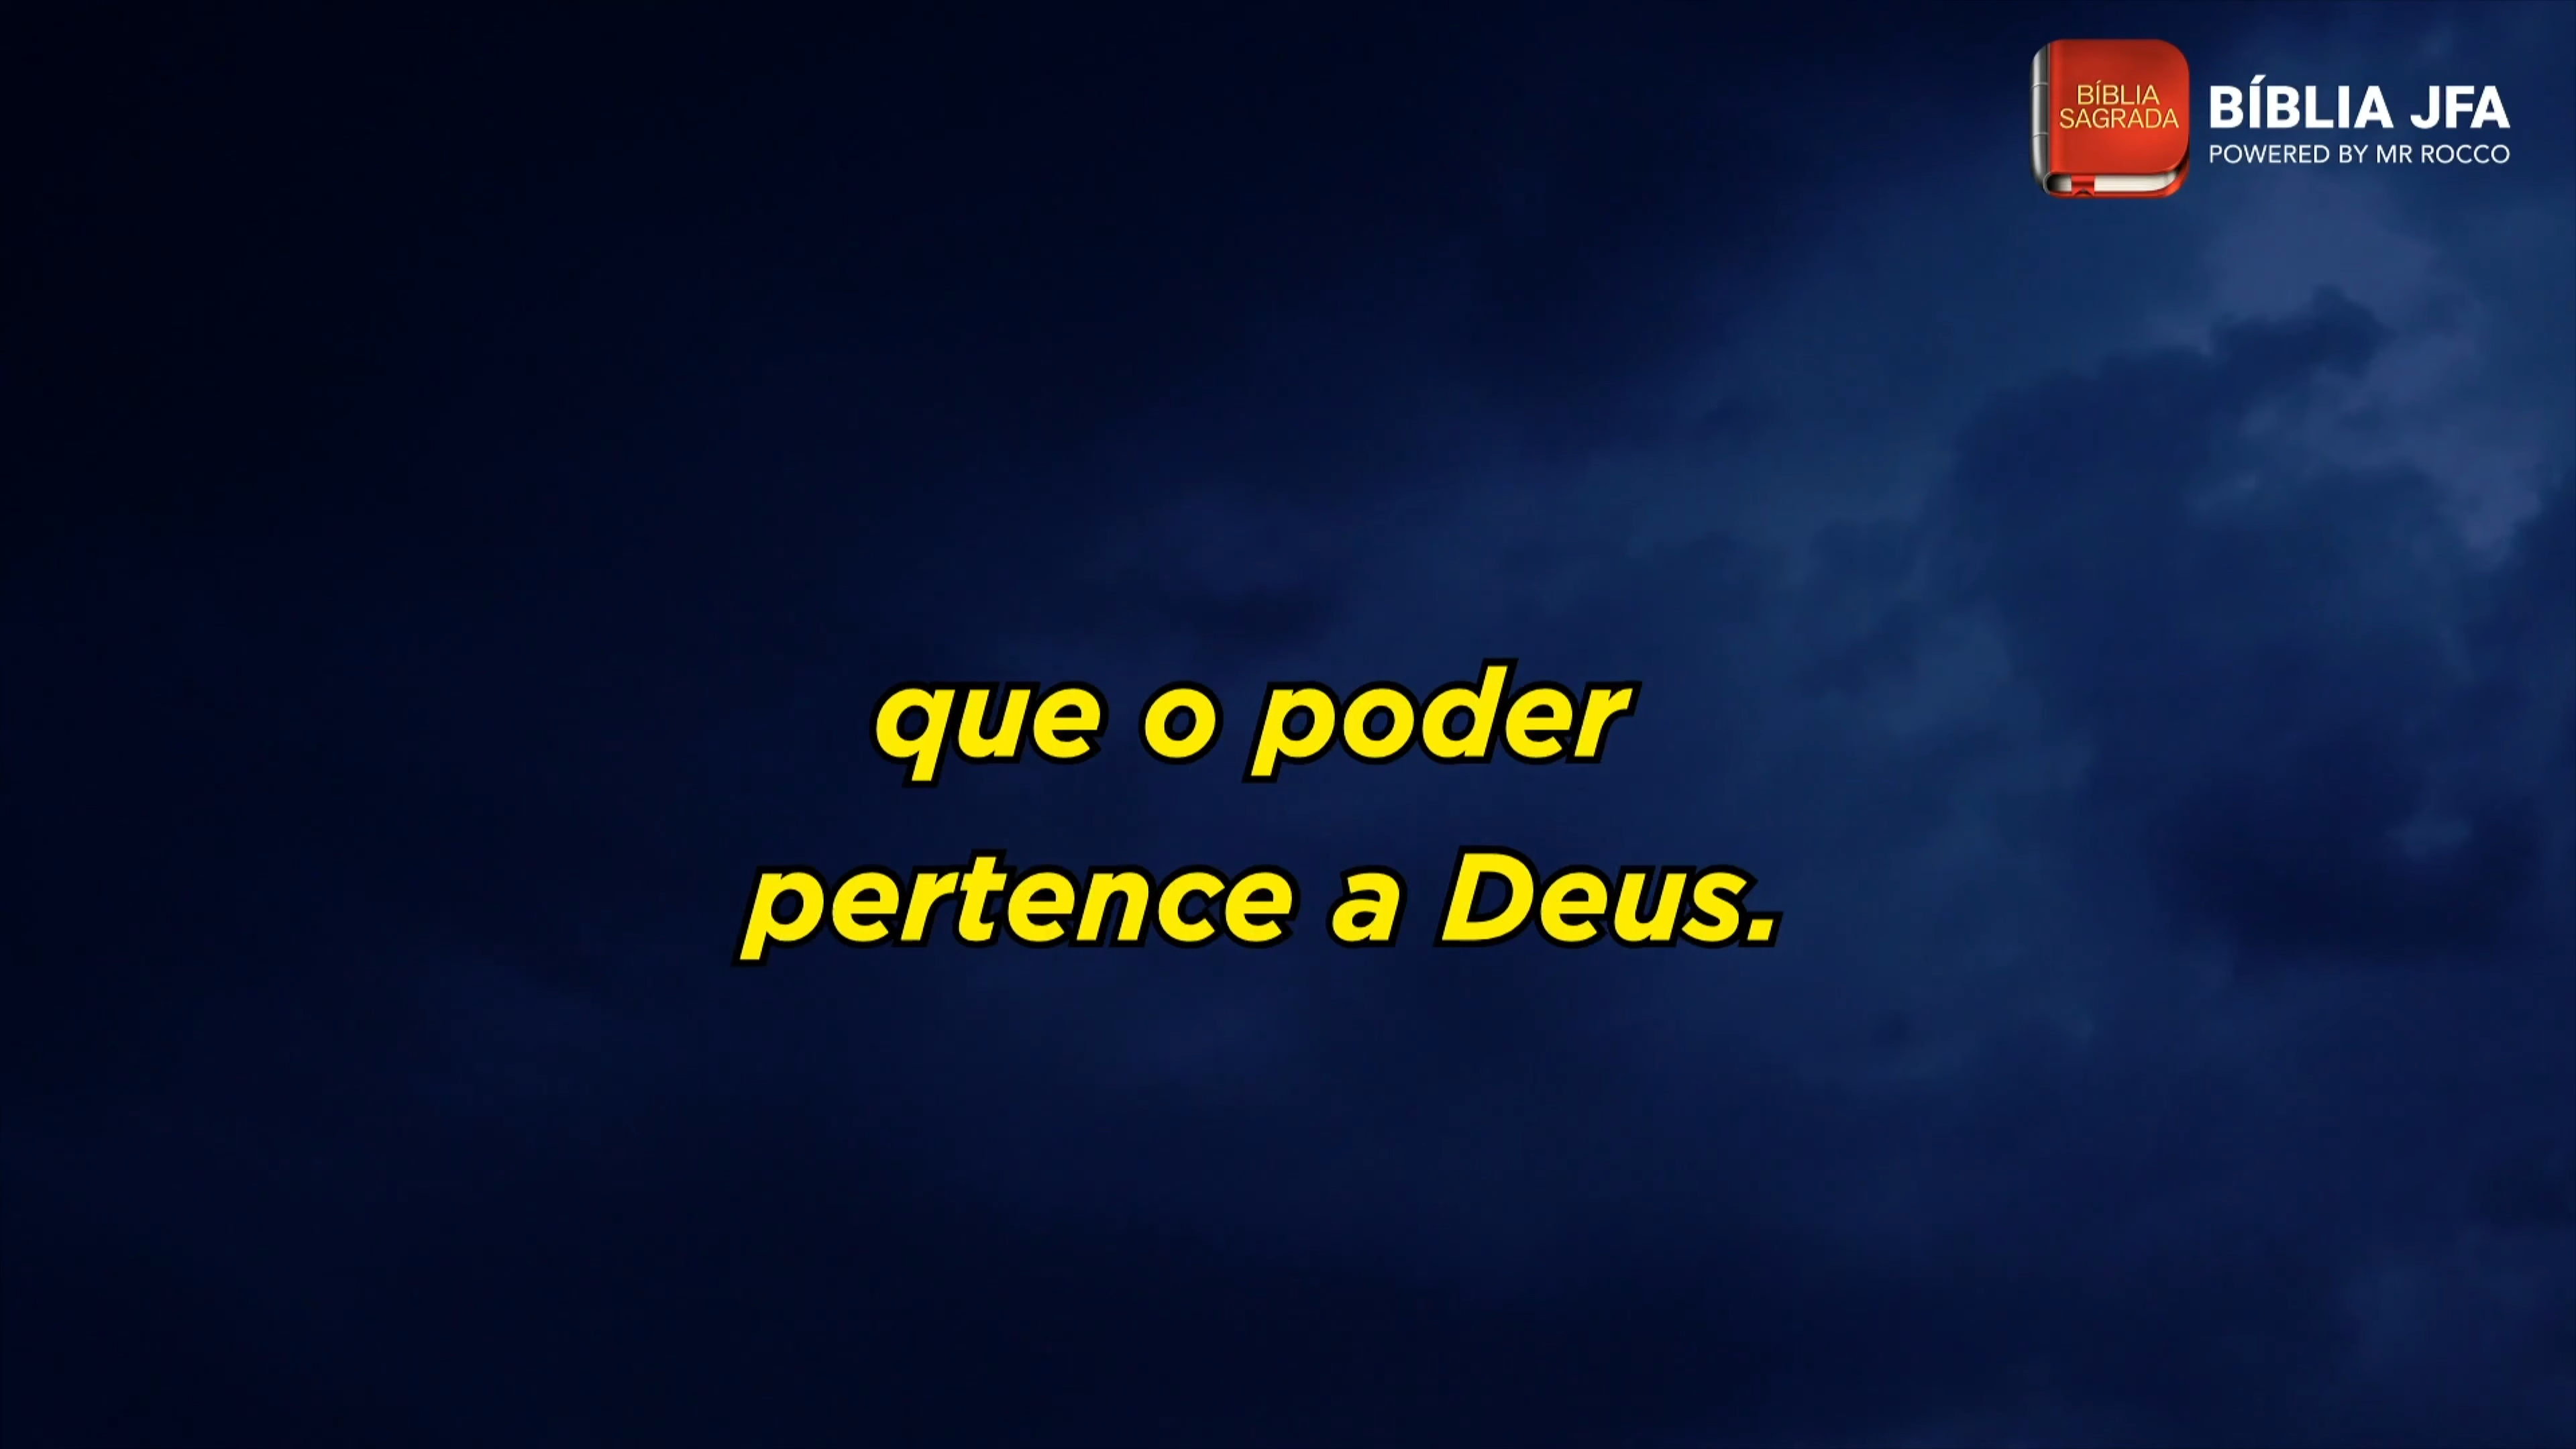 BÍBLIA
SAGRADA
BÍBLIA JFA
POWERED BY MR ROCCO
que o poder
pertence a Deus.